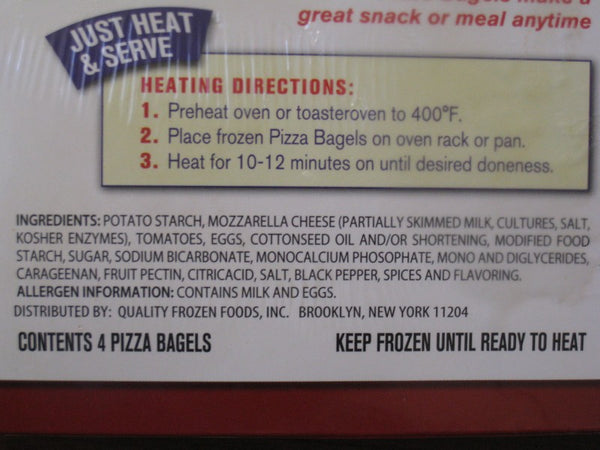 great snack or meal anytime
JUST HEAT
& SERVE
HEATING DIRECTIONS:
1. Preheat oven or toasteroven to 400°F.
2. Place frozen Pizza Bagels on oven rack or pan.
3. Heat for 10-12 minutes on until desired doneness.
INGREDIENTS: POTATO STARCH, MOZZARELLA CHEESE (PARTIALLY SKIMMED MILK, CULTURES, SALT,
KOSHER ENZYMES), TOMATOES, EGGS, COTTONSEED OIL AND/OR SHORTENING, MODIFIED FOOD
STARCH, SUGAR, SODIUM BICARBONATE, MONOCALCIUM PHOSOPHATE, MONO AND DIGLYCERIDES,
CARAGEENAN, FRUIT PECTIN, CITRICACID, SALT, BLACK PEPPER, SPICES AND FLAVORING.
ALLERGEN INFORMATION: CONTAINS MILK AND EGGS.
DISTRIBUTED BY: QUALITY FROZEN FOODS, INC. BROOKLYN, NEW YORK 11204
CONTENTS 4 PIZZA BAGELS
KEEP FROZEN UNTIL READY TO HEAT